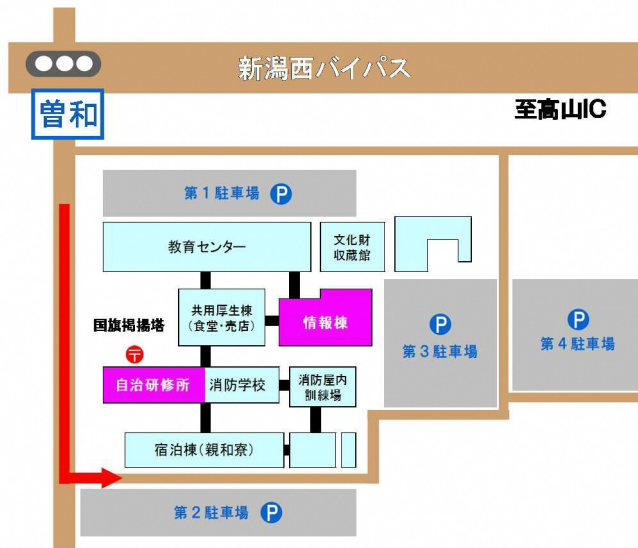 新潟西バイパス
曽和
至高山IC
第1駐車場 P
教育センター
文化財
収蔵館
国旗掲揚塔
共用厚生棟
(食堂・売店)
情報棟
P
第3駐車場
P
第4駐車場
〒
自治研修所
消防学校
消防屋内
訓練場
宿泊棟(親和寮)
第2駐車場 P